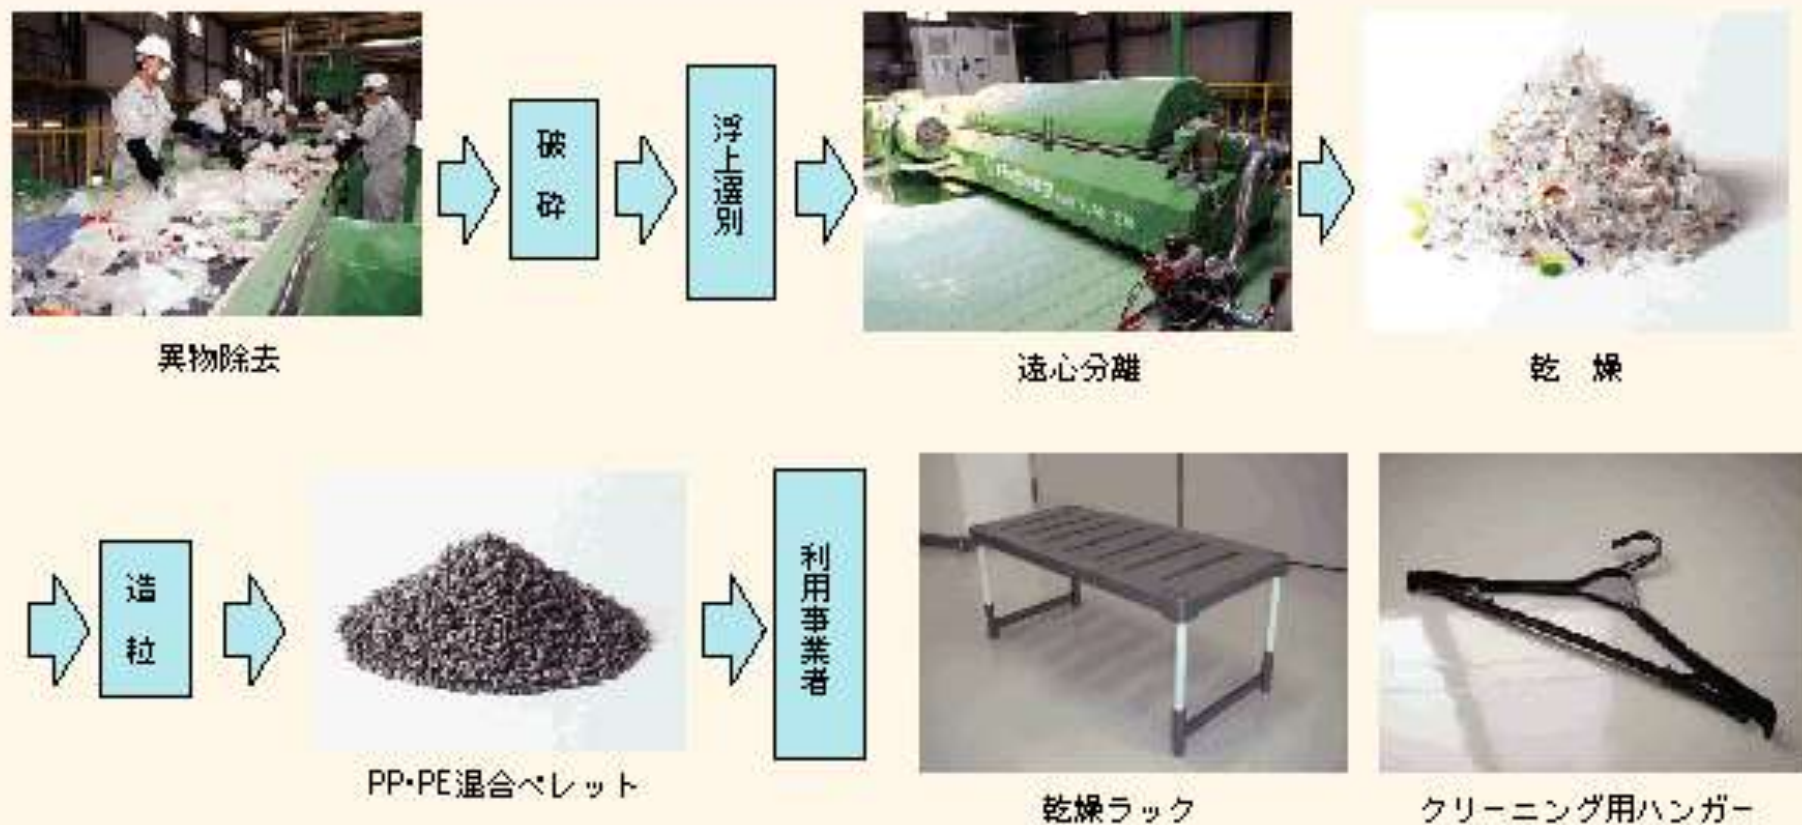 破砕
浮上選別
異物除去
遠心分離
乾 燥
造粒
利用事業者
PP・PE混合ペレット
乾燥ラック
クリーニング用ハンガー